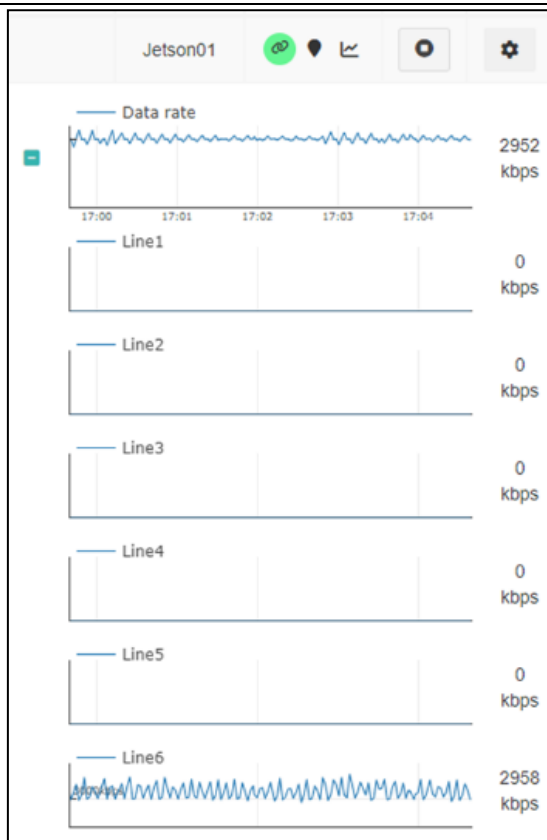 Jetson01
Data rate
2952
kbps
17:00 17:01 17:02 17:03 17:04
Line1
0
kbps
Line2
0
kbps
Line3
0
kbps
Line4
0
kbps
Line5
0
kbps
Line6
2958
kbps